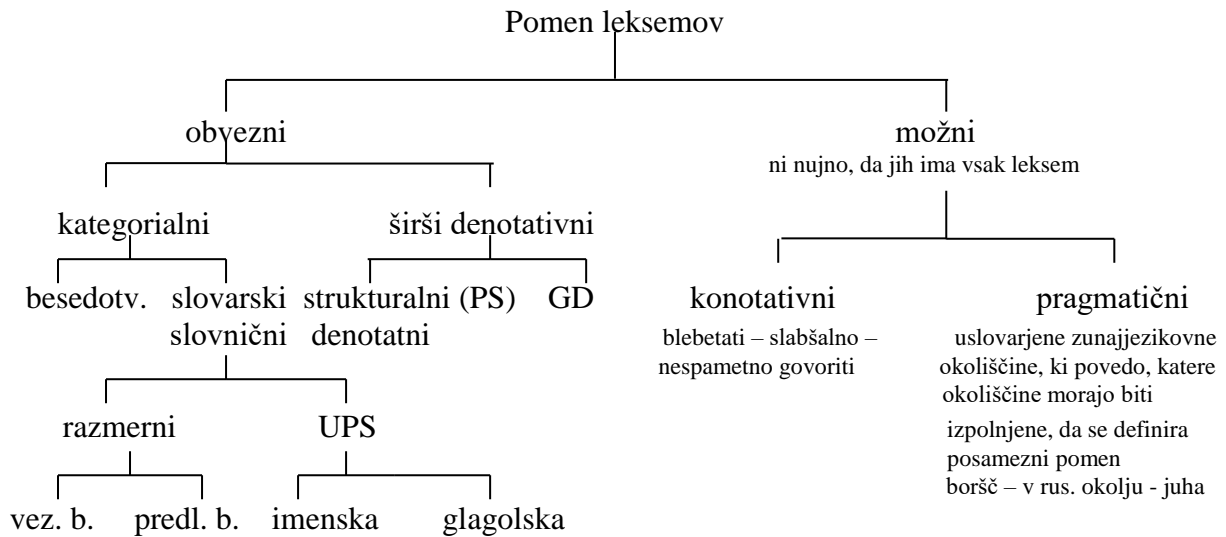 Pomen leksemov
obvezni
možni
ni nujno, da jih ima vsak leksem
kategorialni
širši denotativni
besedotv.
slovarski
slovnični
strukturalni (PS)
denotatni
GD
konotativni
blebetati – slabšalno –
nespametno govoriti
pragmatični
uslovarjene zunajjezikovne
okoliščine, ki povedo, katere
okoliščine morajo biti
izpolnjene, da se definira
posamezni pomen
boršč – v rus. okolju - juha
razmerni
UPS
vez. b.
predl. b.
imenska
glagolska